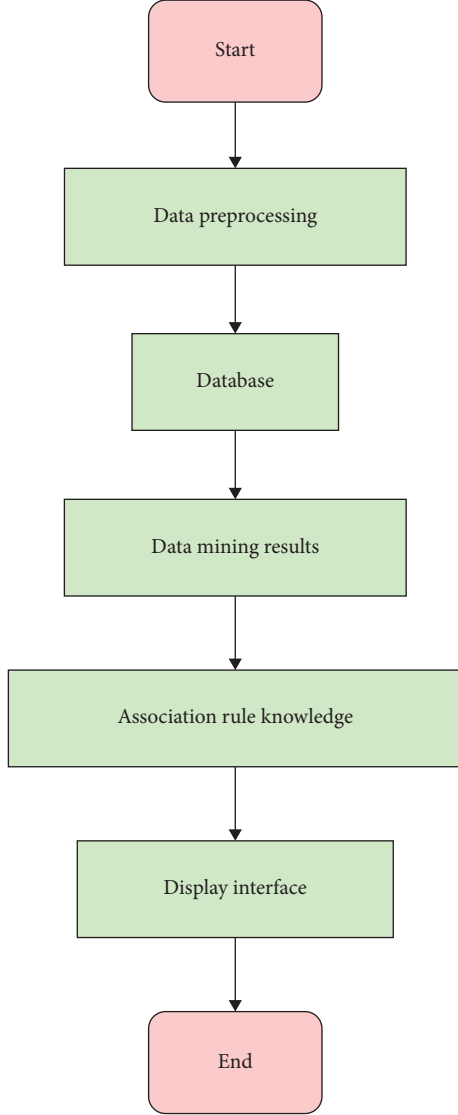 Start
Data preprocessing
Database
Data mining results
Association rule knowledge
Display interface
End